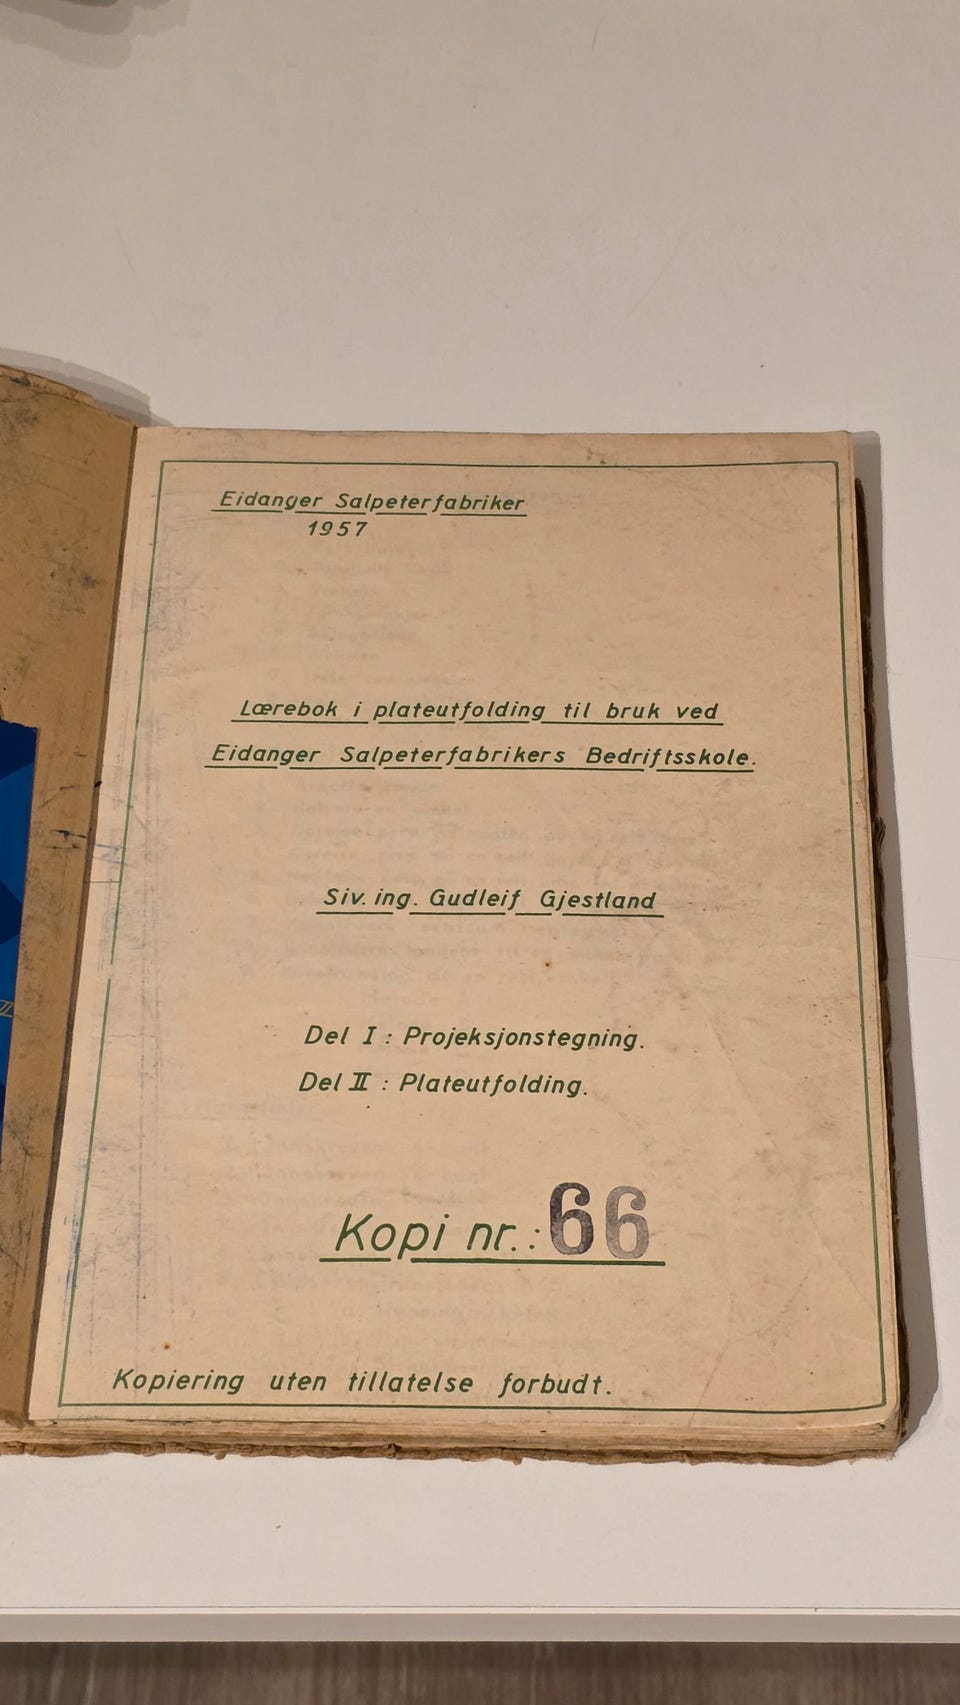 Eidanger Salpeterfabriker
1957
Lærebok i plateutfolding til bruk ved
Eidanger Salpeterfabrikers Bedriftsskole.
Siv. ing. Gudleif Gjestland
Del I : Projeksjonstegning.
Del II : Plateutfolding.
Kopi nr.: 66
Kopiering uten tillatelse forbudt.